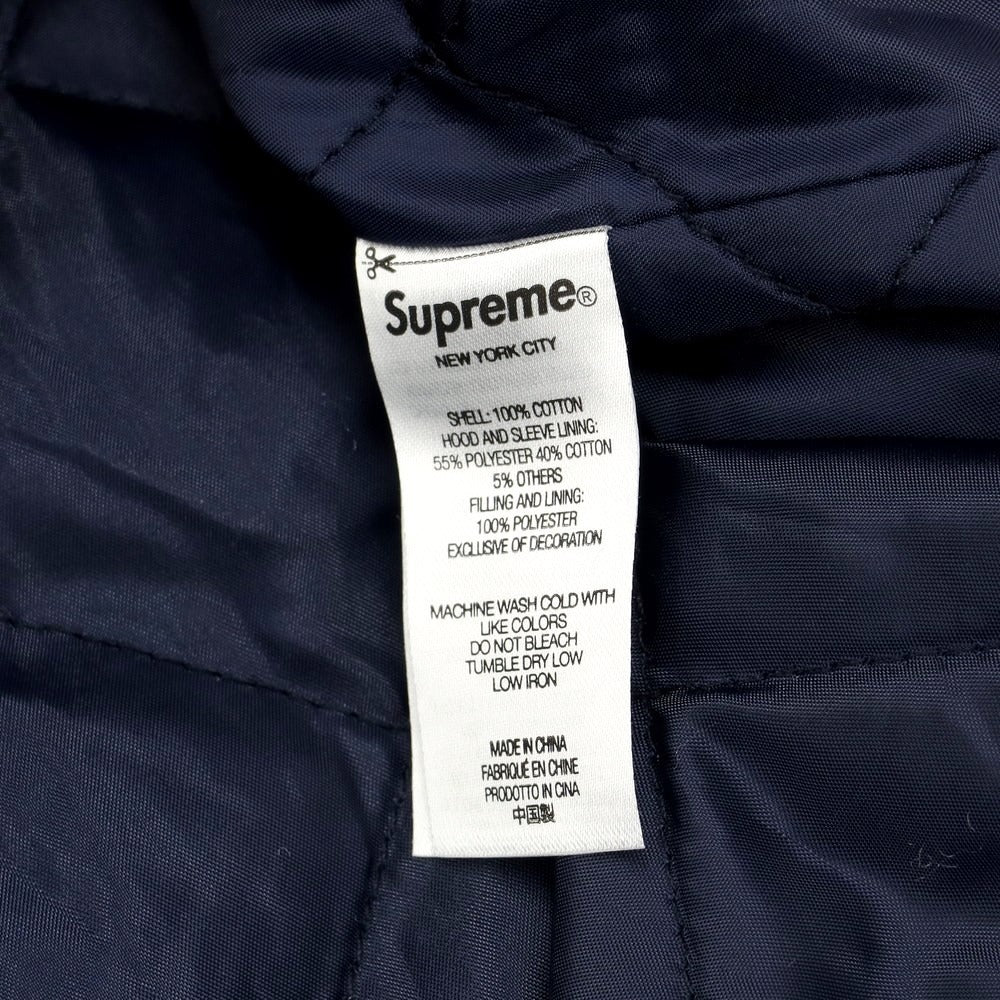 Supreme®
NEW YORK CITY
SHELL: 100% COTTON
HOOD AND SLEEVE LINING:
55% POLYESTER 40% COTTON
5% OTHERS
FILLING AND LINING:
100% POLYESTER
EXCLUSIVE OF DECORATION
MACHINE WASH COLD WITH
LIKE COLORS
DO NOT BLEACH
TUMBLE DRY LOW
LOW IRON
MADE IN CHINA
FABRIQUÉ EN CHINE
PRODOTTO IN CINA
中国製